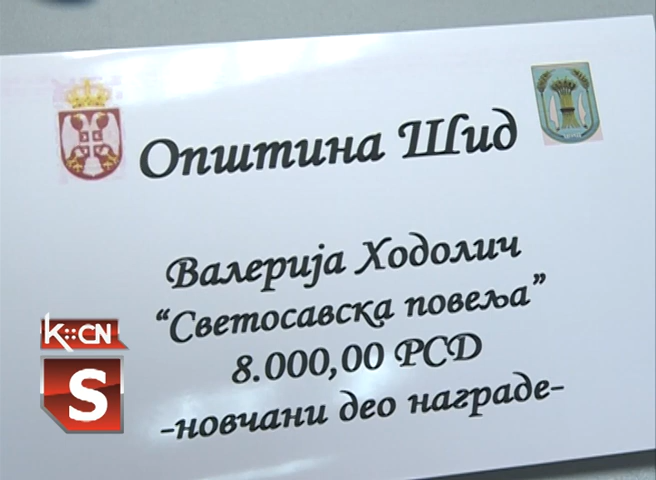 Општина Шид
Валерија Ходолич
“Светосавска повеља”
8.000,00 РСД
-новчани део награде-
K::CN
S